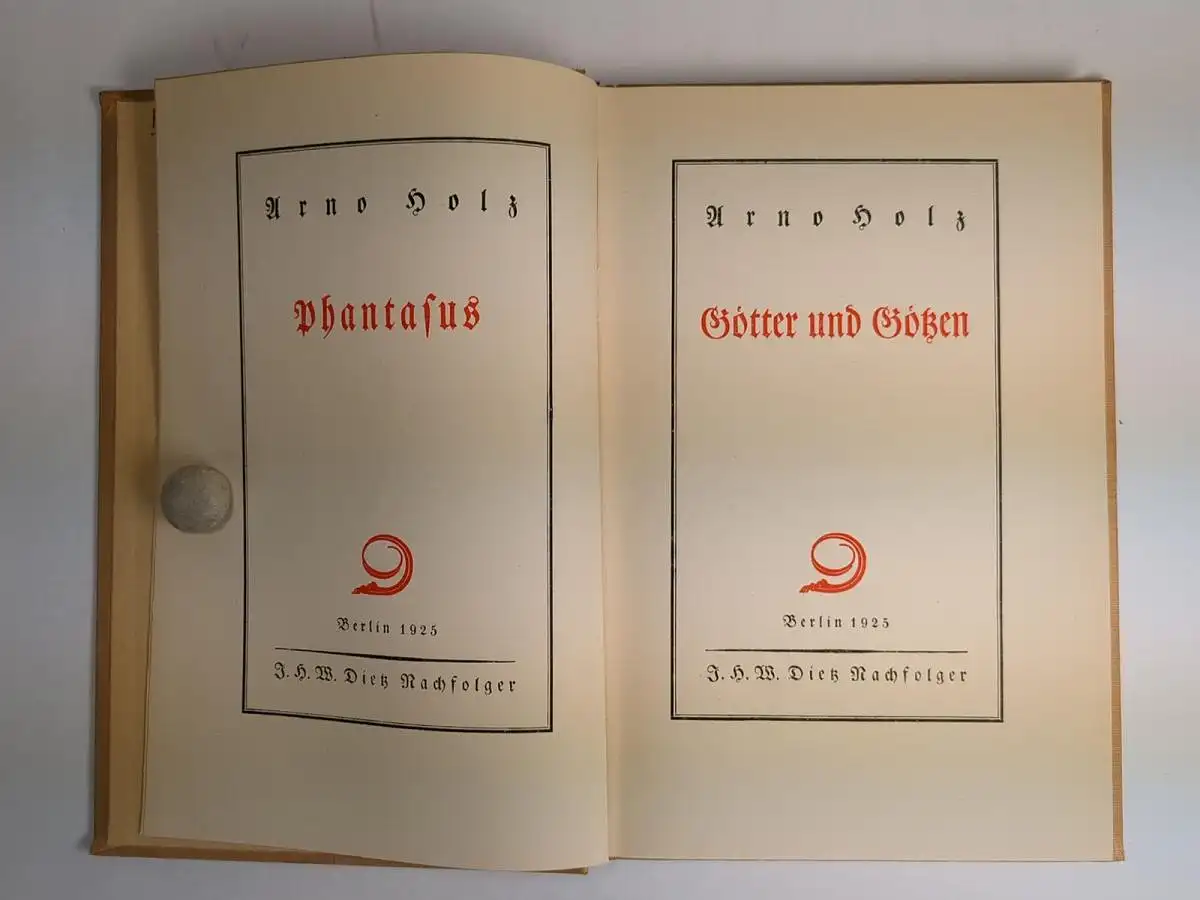 Arno Holz
Phantaſus
Berlin 1925
J. H. W. Dietz Nachfolger
Arno Holz
Götter und Götzen
Berlin 1925
J. H. W. Dietz Nachfolger